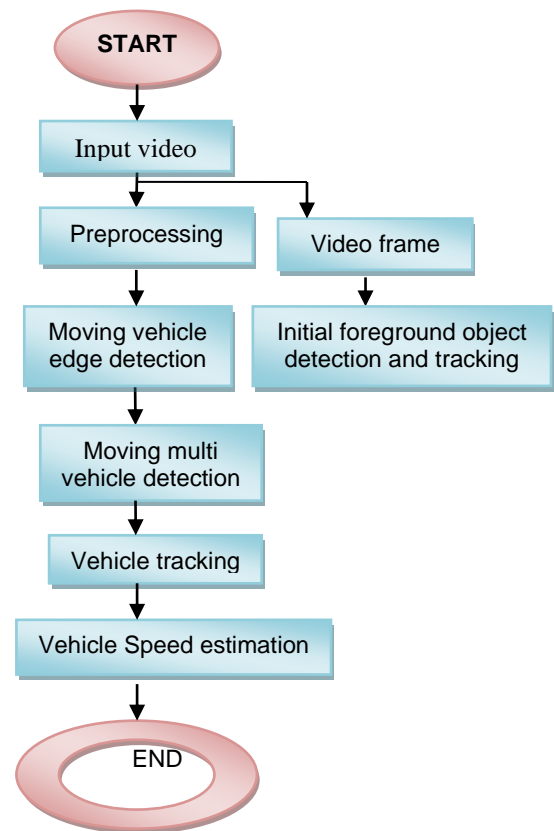 START
Input video
Preprocessing
Video frame
Moving vehicle
edge detection
Initial foreground object
detection and tracking
Moving multi
vehicle detection
Vehicle tracking
Vehicle Speed estimation
END